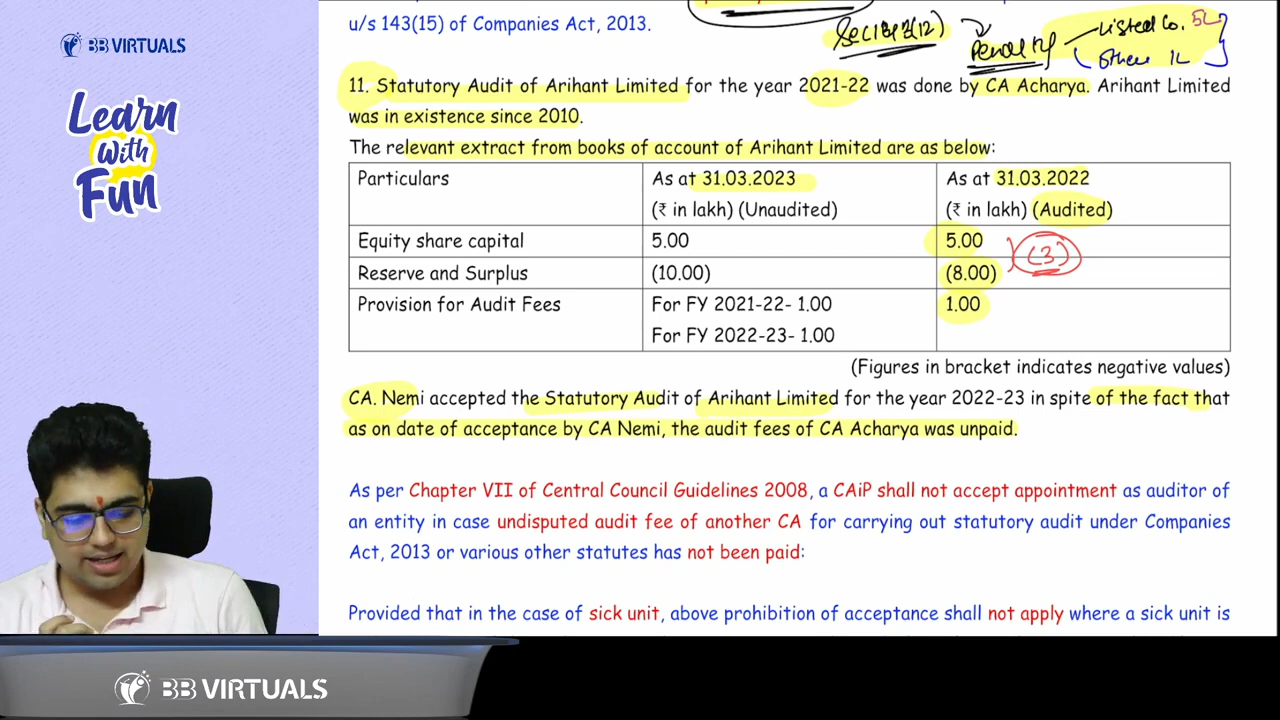 u/s 143(15) of Companies Act, 2013.
Listed Co. 5L
Others 1L
Penalty
BB VIRTUALS
Learn
With
Fun
11. Statutory Audit of Arihant Limited for the year 2021-22 was done by CA Acharya. Arihant Limited
was in existence since 2010.
The relevant extract from books of account of Arihant Limited are as below:
Particulars As at 31.03.2023 As at 31.03.2022
(₹ in lakh) (Unaudited) (₹ in lakh) (Audited)
Equity share capital 5.00 5.00
(3)
Reserve and Surplus (10.00) (8.00)
Provision for Audit Fees For FY 2021-22- 1.00 1.00
For FY 2022-23- 1.00
(Figures in bracket indicates negative values)
CA. Nemi accepted the Statutory Audit of Arihant Limited for the year 2022-23 in spite of the fact that
as on date of acceptance by CA Nemi, the audit fees of CA Acharya was unpaid.
As per Chapter VII of Central Council Guidelines 2008, a CAiP shall not accept appointment as auditor of
an entity in case undisputed audit fee of another CA for carrying out statutory audit under Companies
Act, 2013 or various other statutes has not been paid:
Provided that in the case of sick unit, above prohibition of acceptance shall not apply where a sick unit is
BB VIRTUALS